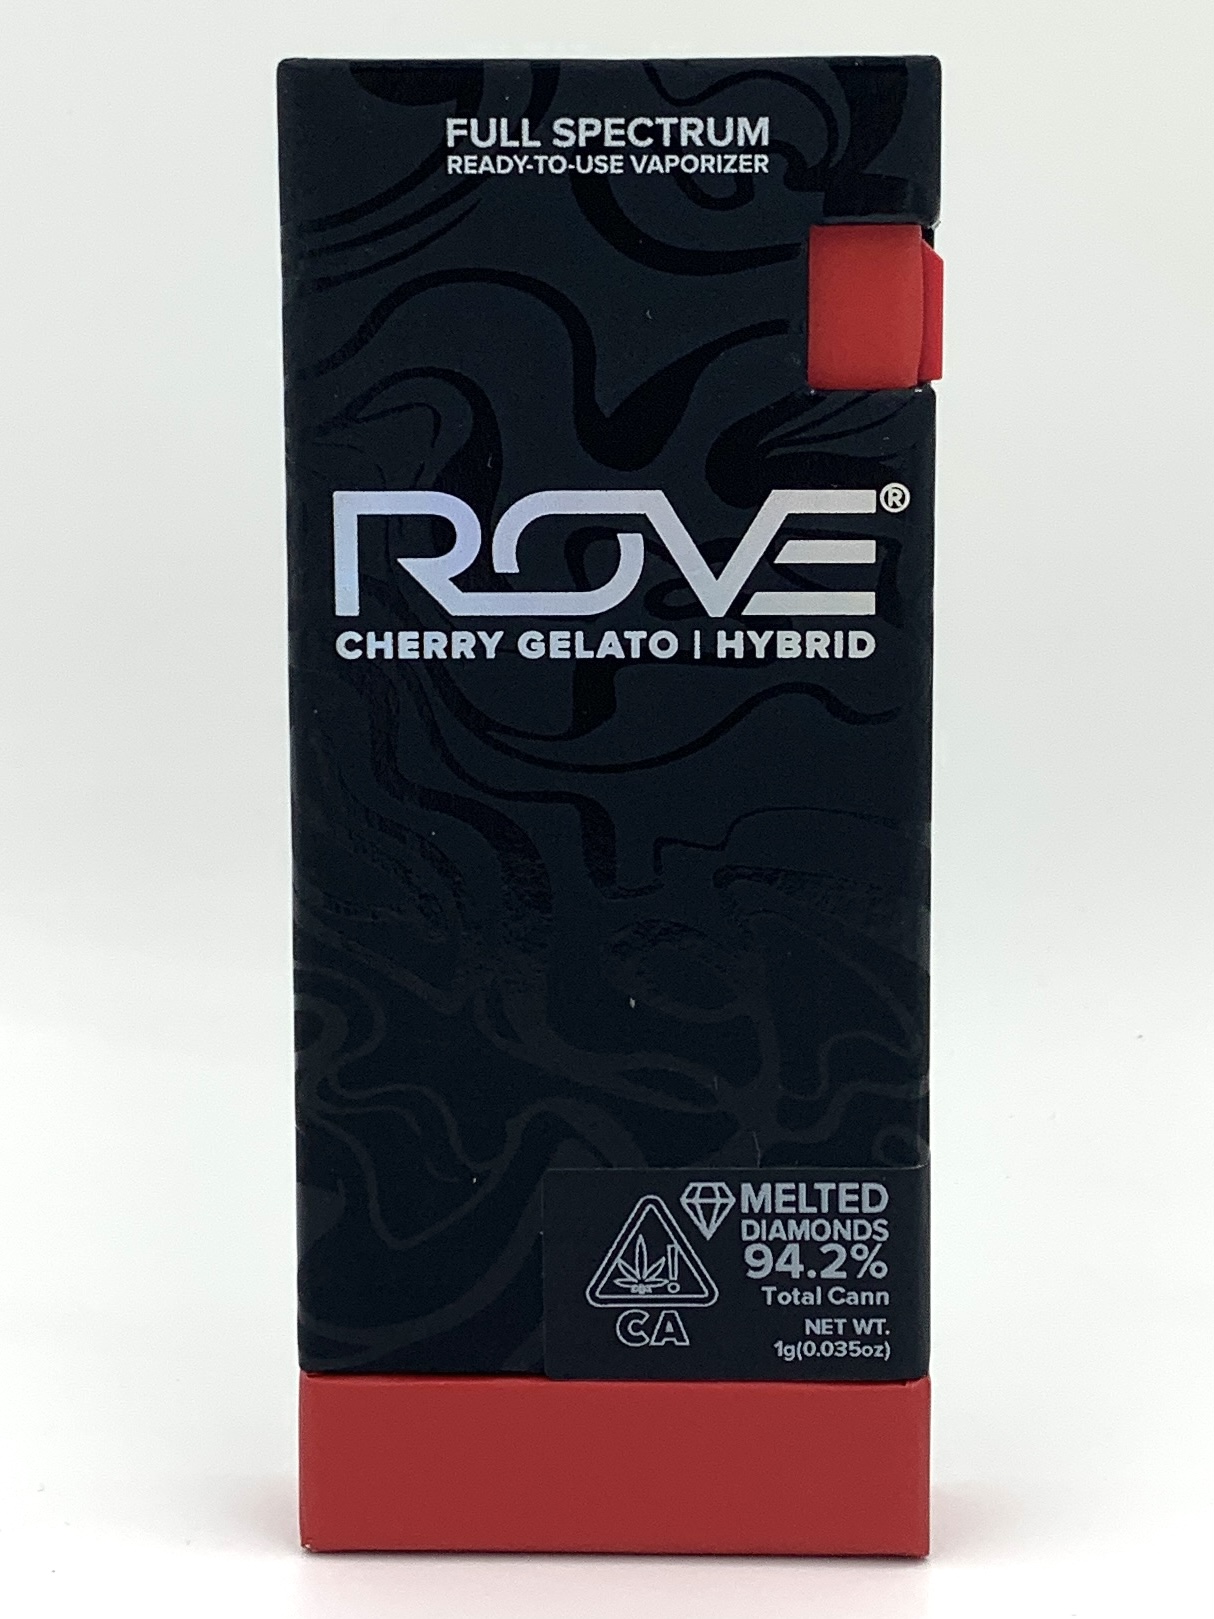 FULL SPECTRUM
READY-TO-USE VAPORIZER
ROVE®
CHERRY GELATO | HYBRID
MELTED
DIAMONDS
94.2%
Total Cann
NET WT.
1g(0.035oz)
!
CA